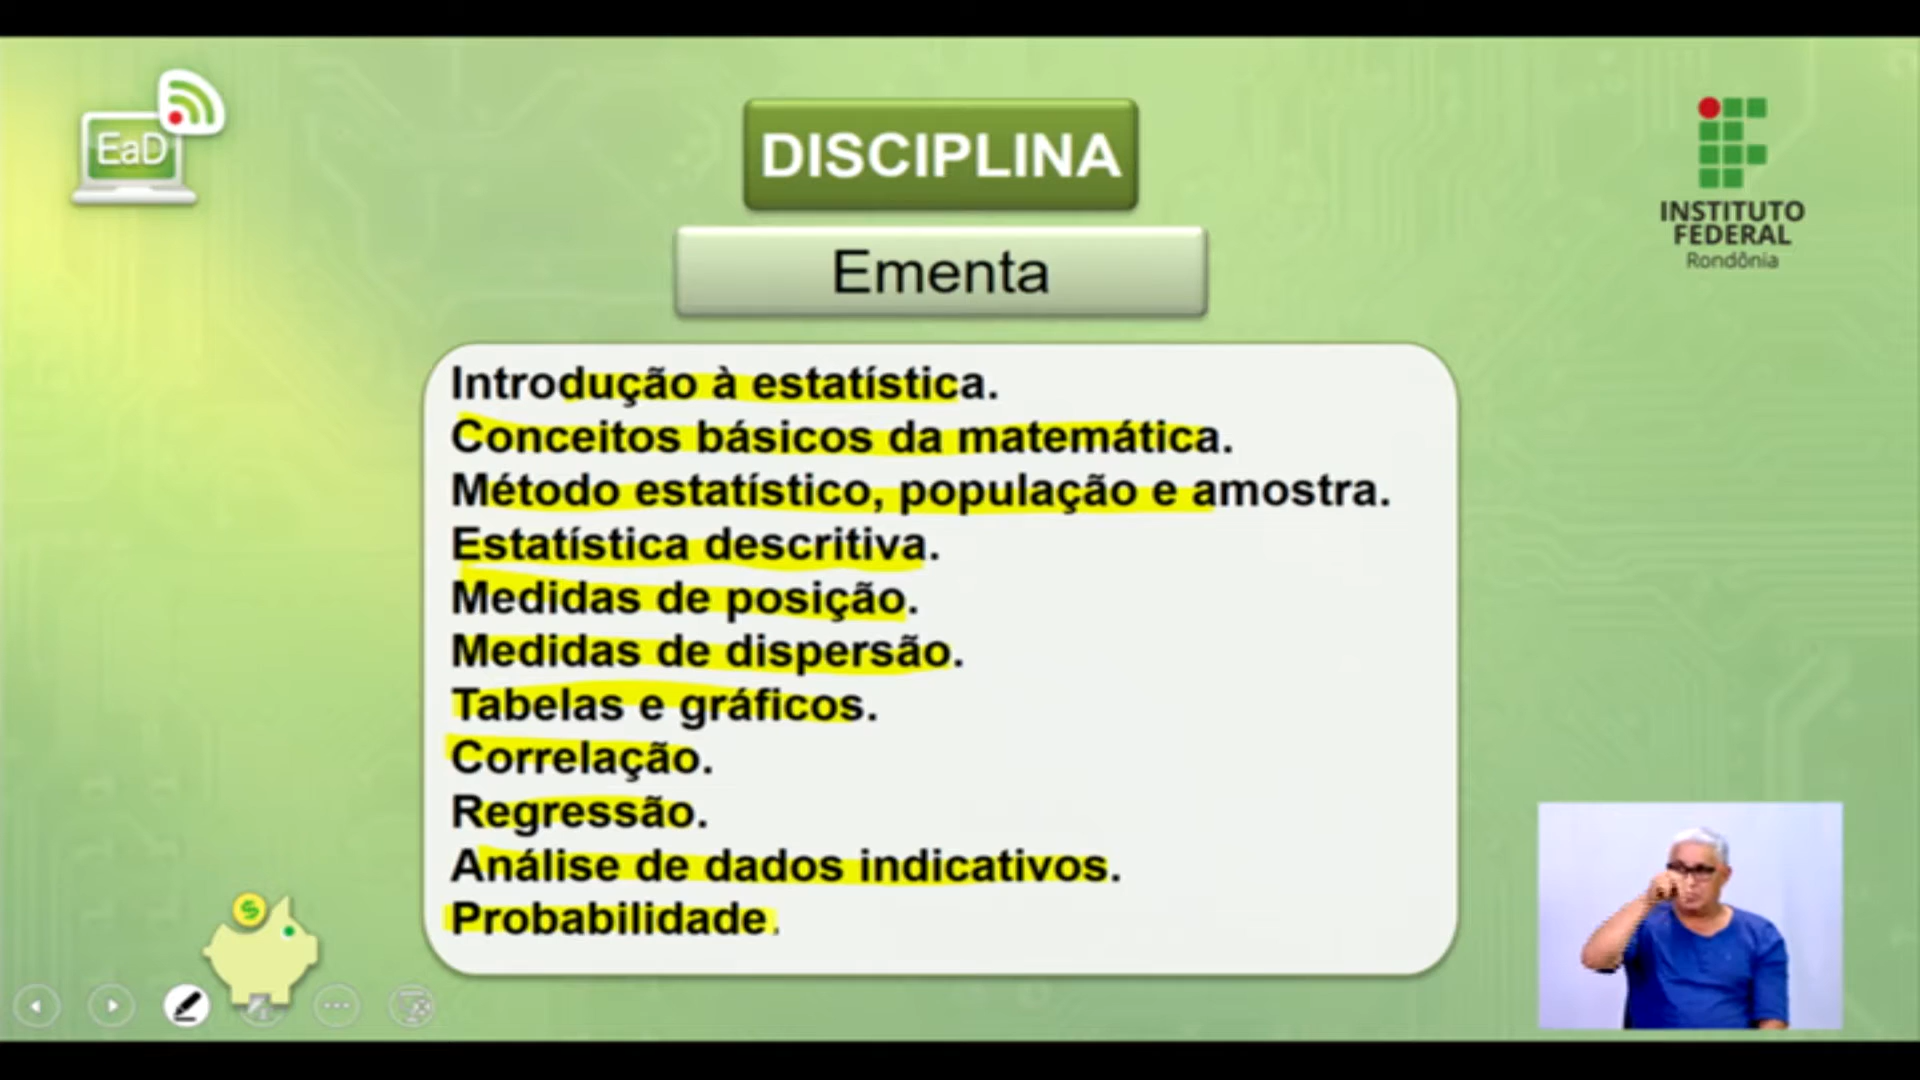 EaD
DISCIPLINA
INSTITUTO
FEDERAL
Rondônia
Ementa
Introdução à estatística.
Conceitos básicos da matemática.
Método estatístico, população e amostra.
Estatística descritiva.
Medidas de posição.
Medidas de dispersão.
Tabelas e gráficos.
Correlação.
Regressão.
Análise de dados indicativos.
Probabilidade.
$